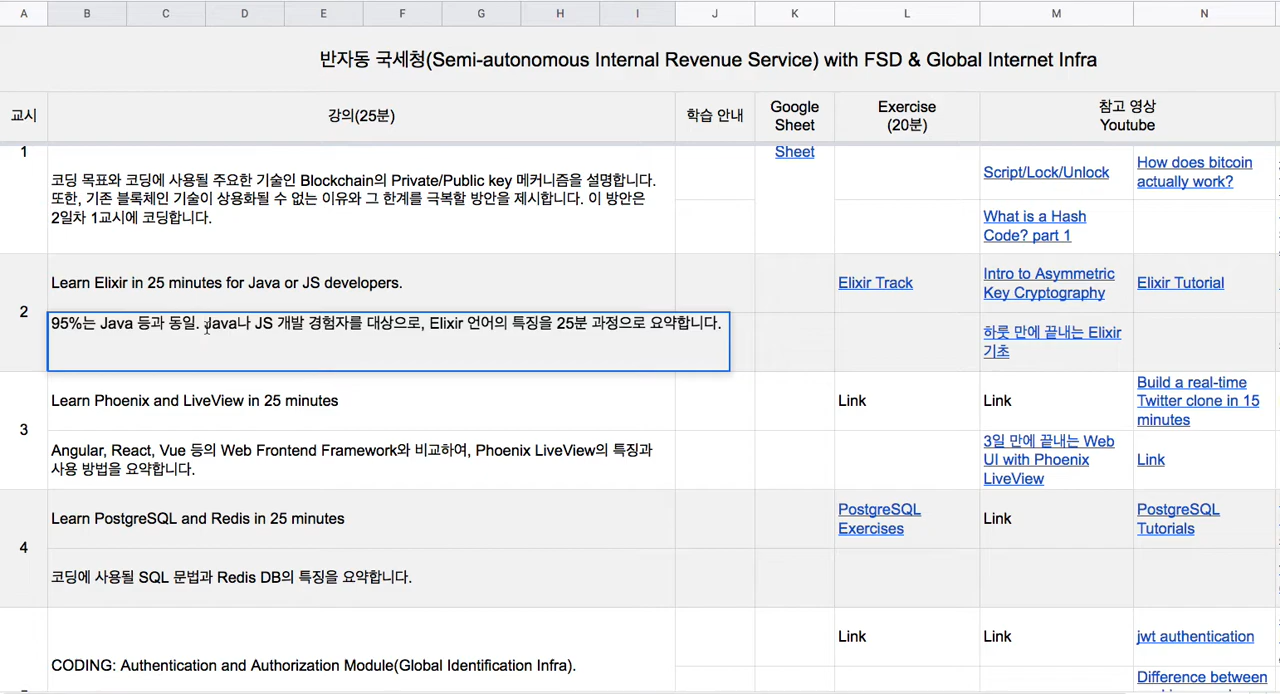 A B C D E F G H I J K L M N
반자동 국세청(Semi-autonomous Internal Revenue Service) with FSD & Global Internet Infra
교시
강의(25분)
학습 안내
Google
Sheet
Exercise
(20분)
참고 영상
Youtube
1
코딩 목표와 코딩에 사용될 주요한 기술인 Blockchain의 Private/Public key 메커니즘을 설명합니다.
또한, 기존 블록체인 기술이 상용화될 수 없는 이유와 그 한계를 극복할 방안을 제시합니다. 이 방안은
2일차 1교시에 코딩합니다.
Sheet
Script/Lock/Unlock
How does bitcoin
actually work?
What is a Hash
Code? part 1
2
Learn Elixir in 25 minutes for Java or JS developers.
Elixir Track
Intro to Asymmetric
Key Cryptography
Elixir Tutorial
95%는 Java 등과 동일. Java나 JS 개발 경험자를 대상으로, Elixir 언어의 특징을 25분 과정으로 요약합니다.
하룻 만에 끝내는 Elixir
기초
3
Learn Phoenix and LiveView in 25 minutes
Link
Link
Build a real-time
Twitter clone in 15
minutes
Angular, React, Vue 등의 Web Frontend Framework와 비교하여, Phoenix LiveView의 특징과
사용 방법을 요약합니다.
3일 만에 끝내는 Web
UI with Phoenix
LiveView
Link
4
Learn PostgreSQL and Redis in 25 minutes
PostgreSQL
Exercises
Link
PostgreSQL
Tutorials
코딩에 사용될 SQL 문법과 Redis DB의 특징을 요약합니다.
CODING: Authentication and Authorization Module(Global Identification Infra).
Link
Link
jwt authentication
Difference between